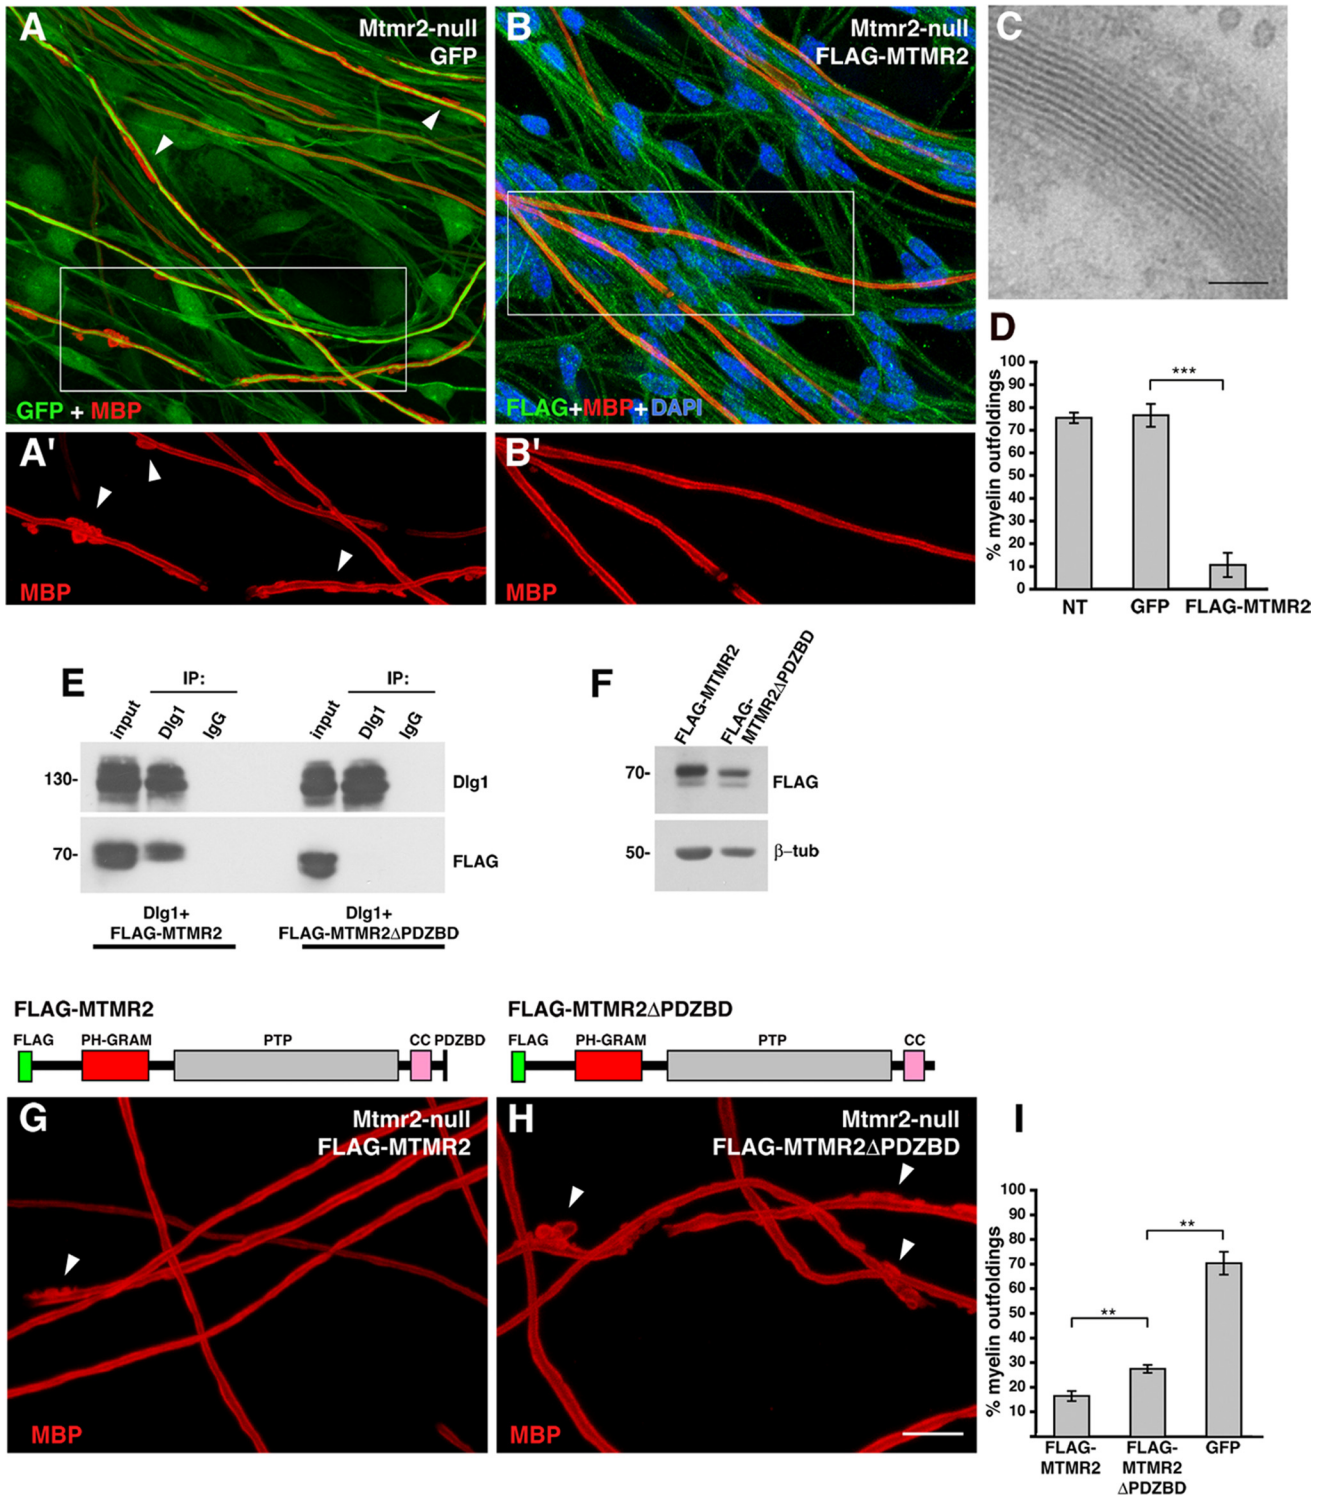 A
Mtmr2-null
GFP
GFP + MBP
B
Mtmr2-null
FLAG-MTMR2
FLAG+MBP+DAPI
C
A'
MBP
B'
MBP
D
% myelin outfoldings
100
90
80
70
60
50
40
30
20
10
0
***
NT
GFP
FLAG-MTMR2
E
IP:
IP:
input
Dlg1
IgG
input
Dlg1
IgG
130-
Dlg1
70-
FLAG
Dlg1+
FLAG-MTMR2
Dlg1+
FLAG-MTMR2ΔPDZBD
F
FLAG-MTMR2
FLAG-
MTMR2ΔPDZBD
70-
FLAG
50-
β-tub
FLAG-MTMR2
FLAG PH-GRAM PTP CC PDZBD
FLAG-MTMR2ΔPDZBD
FLAG PH-GRAM PTP CC
G
Mtmr2-null
FLAG-MTMR2
MBP
H
Mtmr2-null
FLAG-MTMR2ΔPDZBD
MBP
I
% myelin outfoldings
100
90
80
70
60
50
40
30
20
10
**
**
FLAG-
MTMR2
FLAG-
MTMR2
ΔPDZBD
GFP